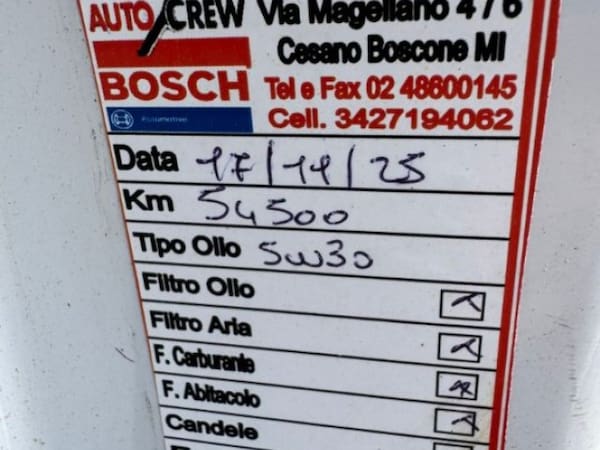 AUTO CREW Via Magellano 4 / 6
Cesano Boscone MI
BOSCH Tel e Fax 02 48600145
Cell. 3427194062
Data 17/11/25
Km 54500
Tipo Olio 5W30
Filtro Olio
Filtro Aria
F. Carburante
F. Abitacolo
Candele